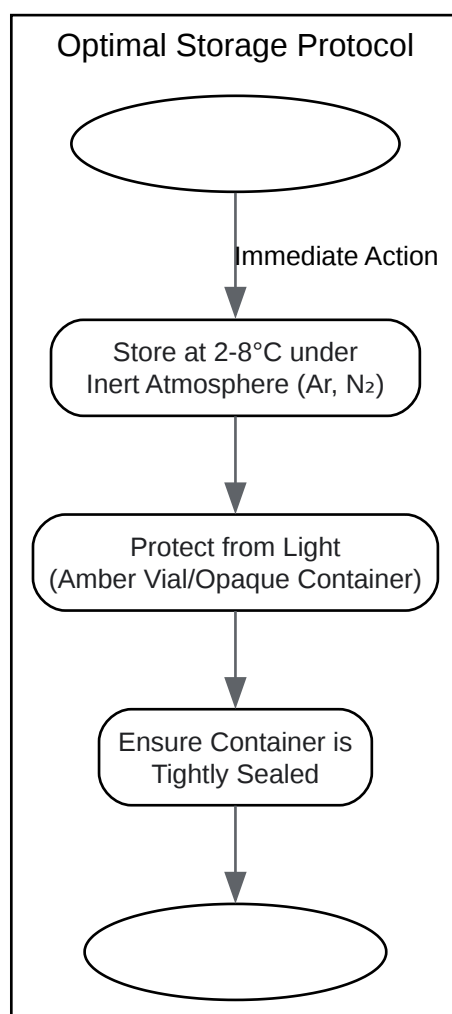 Optimal Storage Protocol
Immediate Action
Store at 2-8°C under
Inert Atmosphere (Ar, N₂)
Protect from Light
(Amber Vial/Opaque Container)
Ensure Container is
Tightly Sealed